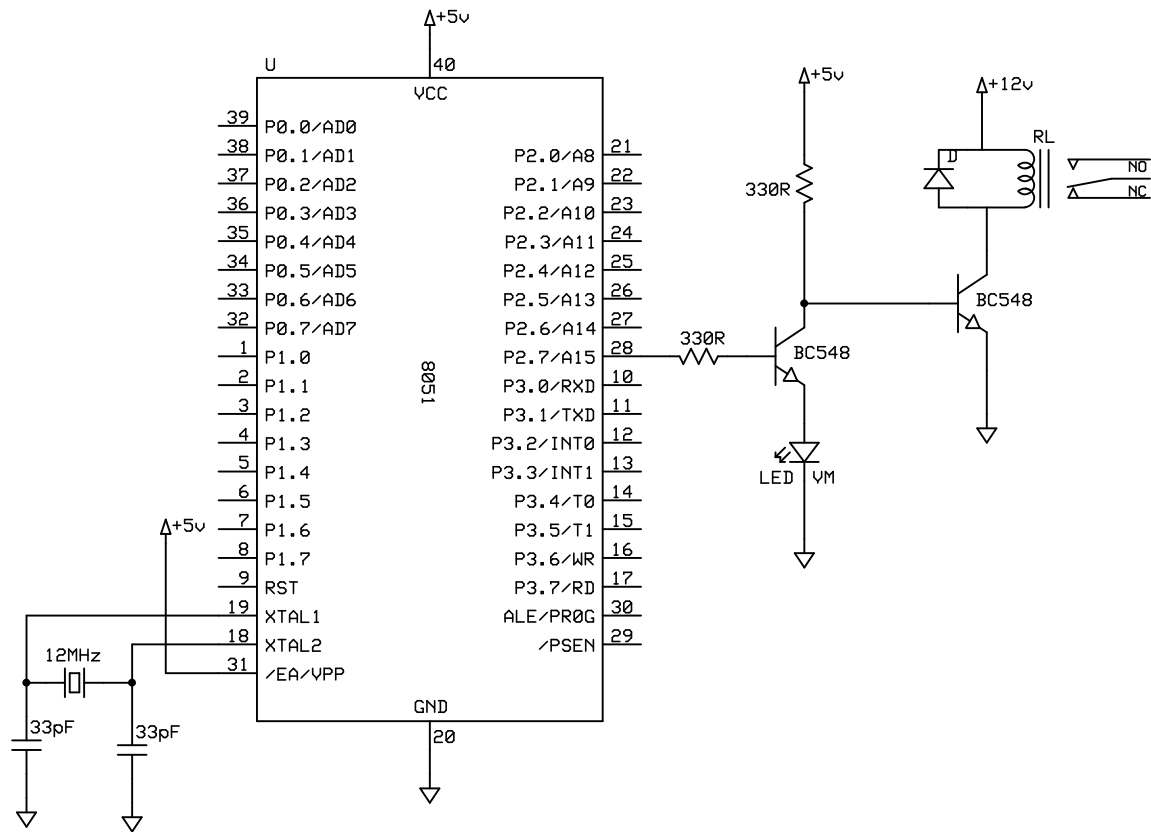 +5v
U
40
VCC
39 P0.0/AD0
38 P0.1/AD1
37 P0.2/AD2
36 P0.3/AD3
35 P0.4/AD4
34 P0.5/AD5
33 P0.6/AD6
32 P0.7/AD7
1 P1.0
2 P1.1
3 P1.2
4 P1.3
5 P1.4
6 P1.5
7 P1.6
8 P1.7
9 RST
19 XTAL1
18 XTAL2
31 /EA/VPP
8051
P2.0/A8 21
P2.1/A9 22
P2.2/A10 23
P2.3/A11 24
P2.4/A12 25
P2.5/A13 26
P2.6/A14 27
P2.7/A15 28
P3.0/RXD 10
P3.1/TXD 11
P3.2/INT0 12
P3.3/INT1 13
P3.4/T0 14
P3.5/T1 15
P3.6/WR 16
P3.7/RD 17
ALE/PR0G 30
/PSEN 29
GND
20
+5v
12MHz
33pF
33pF
330R
+5v
330R
BC548
LED VM
+12v
D
RL
NO
NC
BC548